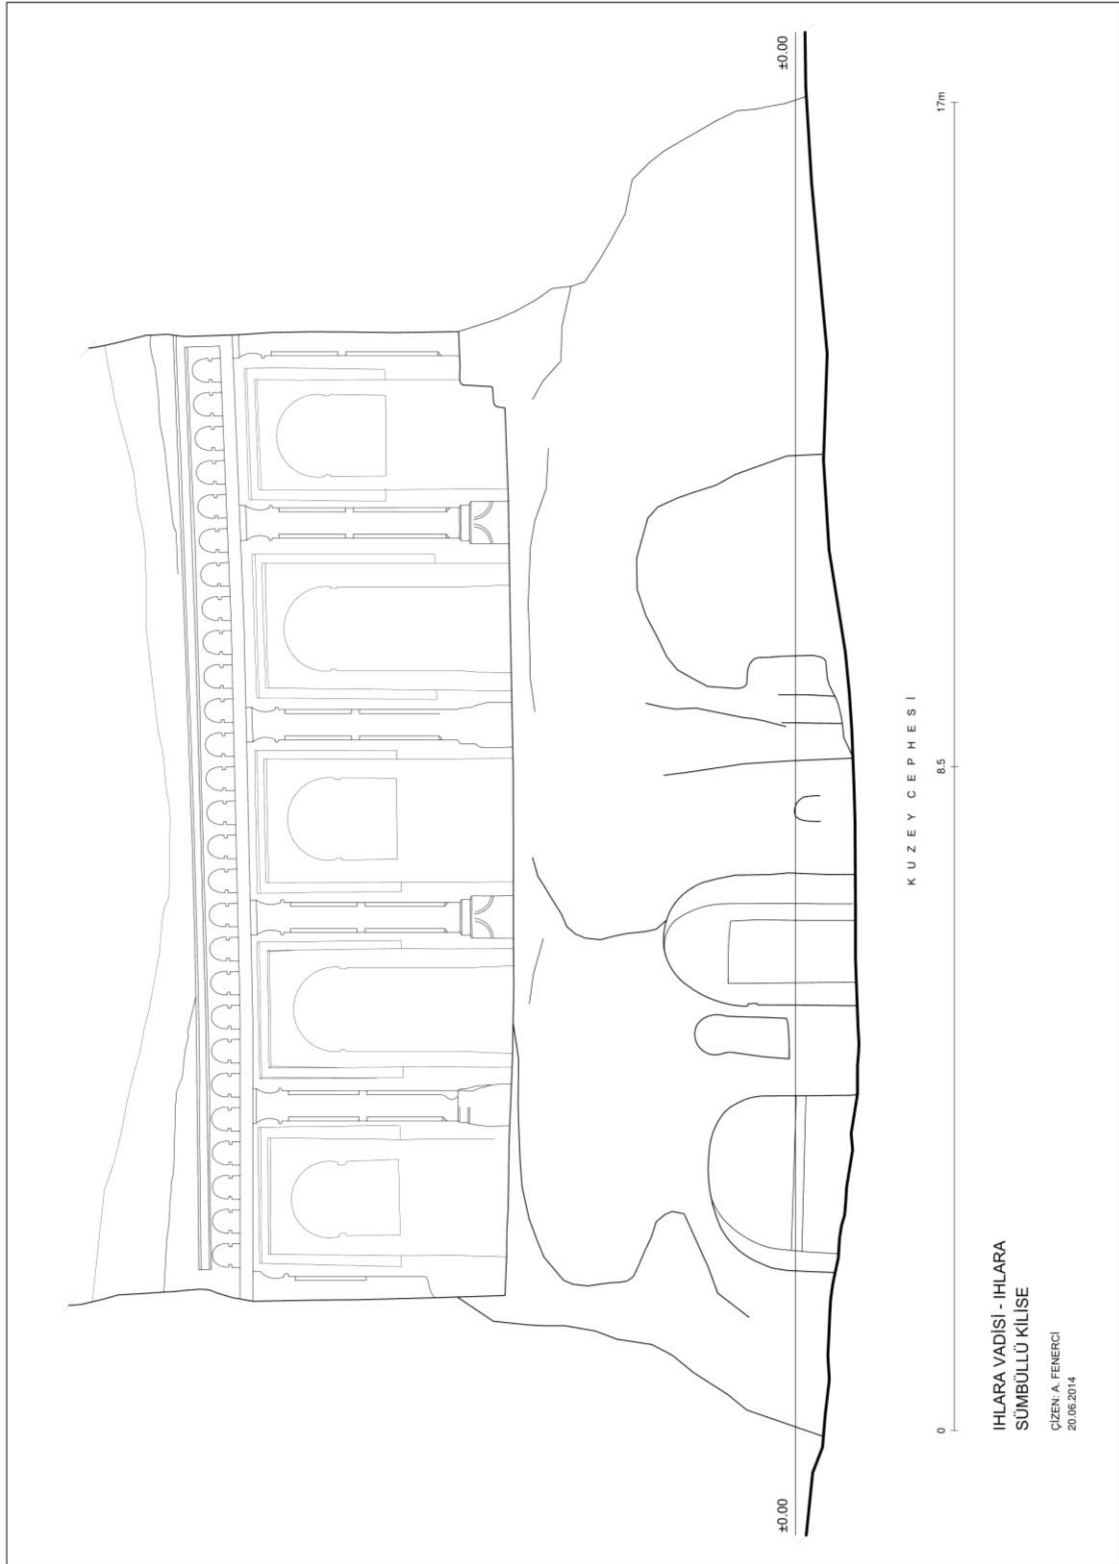 ±0.00
±0.00
KUZEY CEPHESİ
0
8.5
17m
IHLARA VADİSİ - IHLARA
SÜMBÜLLÜ KİLİSE
ÇİZEN: A. FENERCİ
20.06.2014